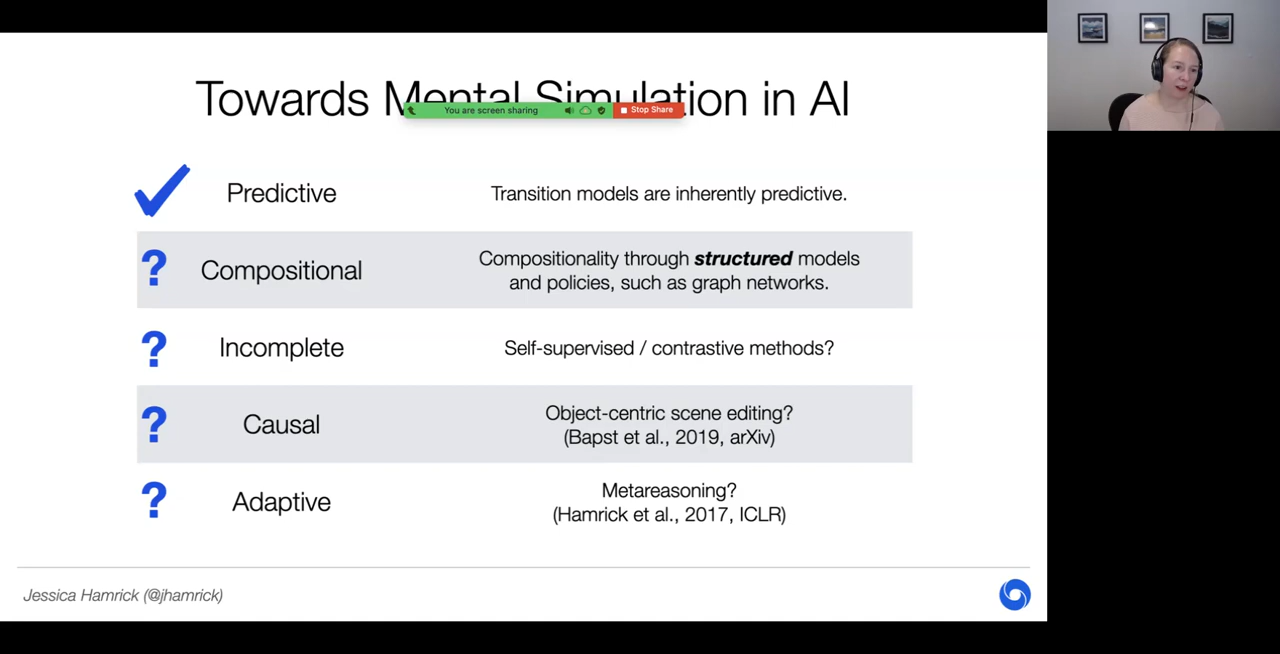 Towards Mental Simulation in AI
You are screen sharing
Stop Share
Predictive
Transition models are inherently predictive.
?
Compositional
Compositionality through structured models
and policies, such as graph networks.
?
Incomplete
Self-supervised / contrastive methods?
?
Causal
Object-centric scene editing?
(Bapst et al., 2019, arXiv)
?
Adaptive
Metareasoning?
(Hamrick et al., 2017, ICLR)
Jessica Hamrick (@jhamrick)